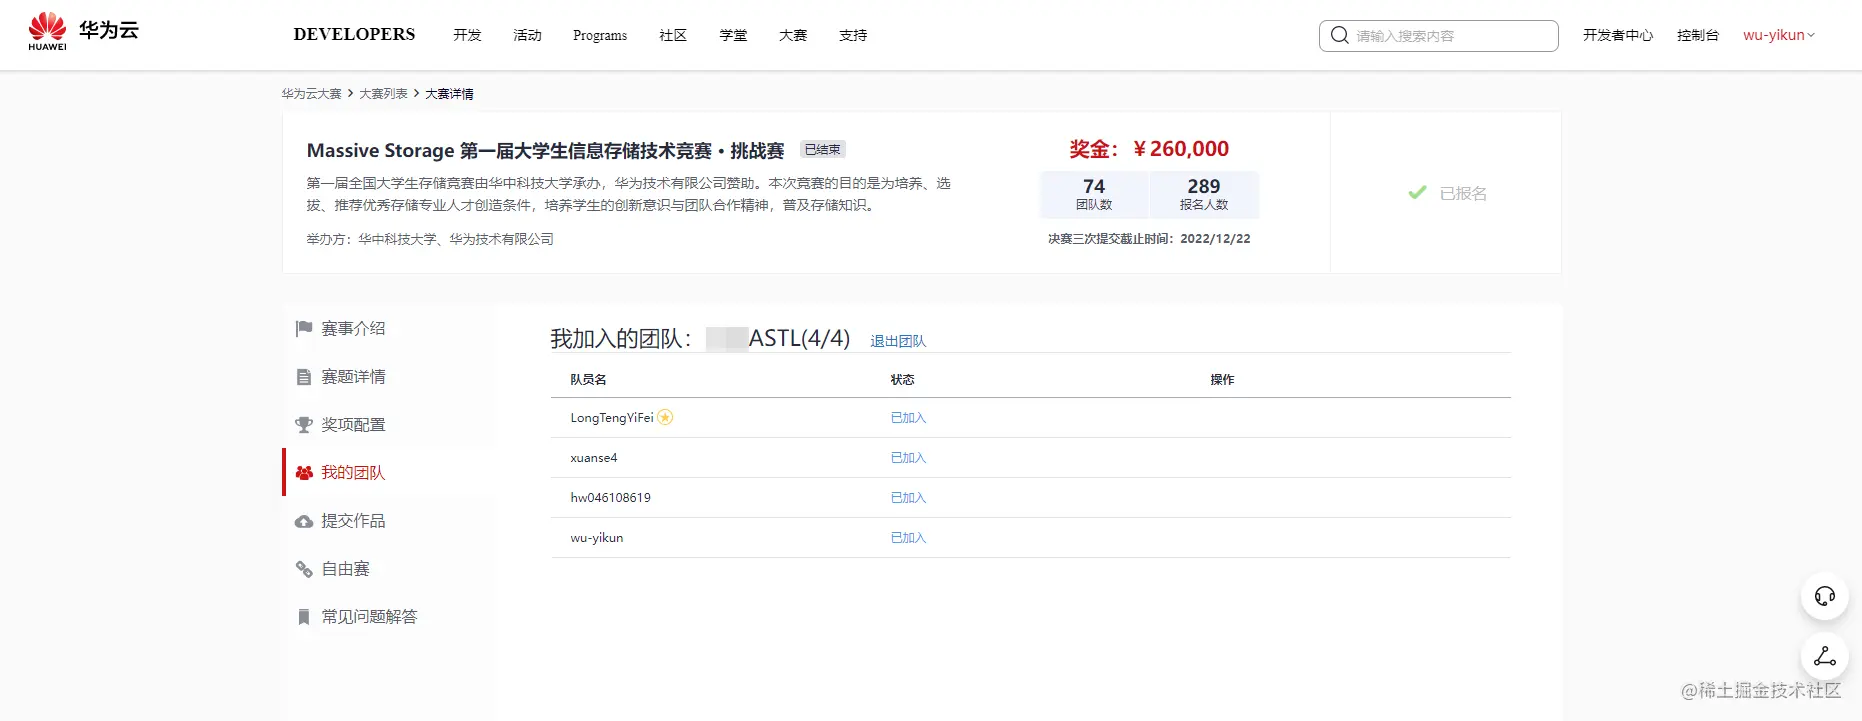 HUAWEI 华为云 DEVELOPERS 开发 活动 Programs 社区 学堂 大赛 支持 请输入搜索内容 开发者中心 控制台 wu-yikun
华为云大赛 > 大赛列表 > 大赛详情
Massive Storage 第一届大学生信息存储技术竞赛·挑战赛 已结束
第一届全国大学生存储竞赛由华中科技大学承办，华为技术有限公司赞助。本次竞赛的目的是为培养、选
拔、推荐优秀存储专业人才创造条件，培养学生的创新意识与团队合作精神，普及存储知识。
举办方：华中科技大学、华为技术有限公司
奖金：￥260,000
74 289
团队数 报名人数
决赛三次提交截止时间：2022/12/22
已报名
赛事介绍
赛题详情
奖项配置
我的团队
提交作品
自由赛
常见问题解答
我加入的团队： ASTL(4/4) 退出团队
队员名 状态 操作
LongTengYiFei 已加入
xuanse4 已加入
hw046108619 已加入
wu-yikun 已加入
@稀土掘金技术社区